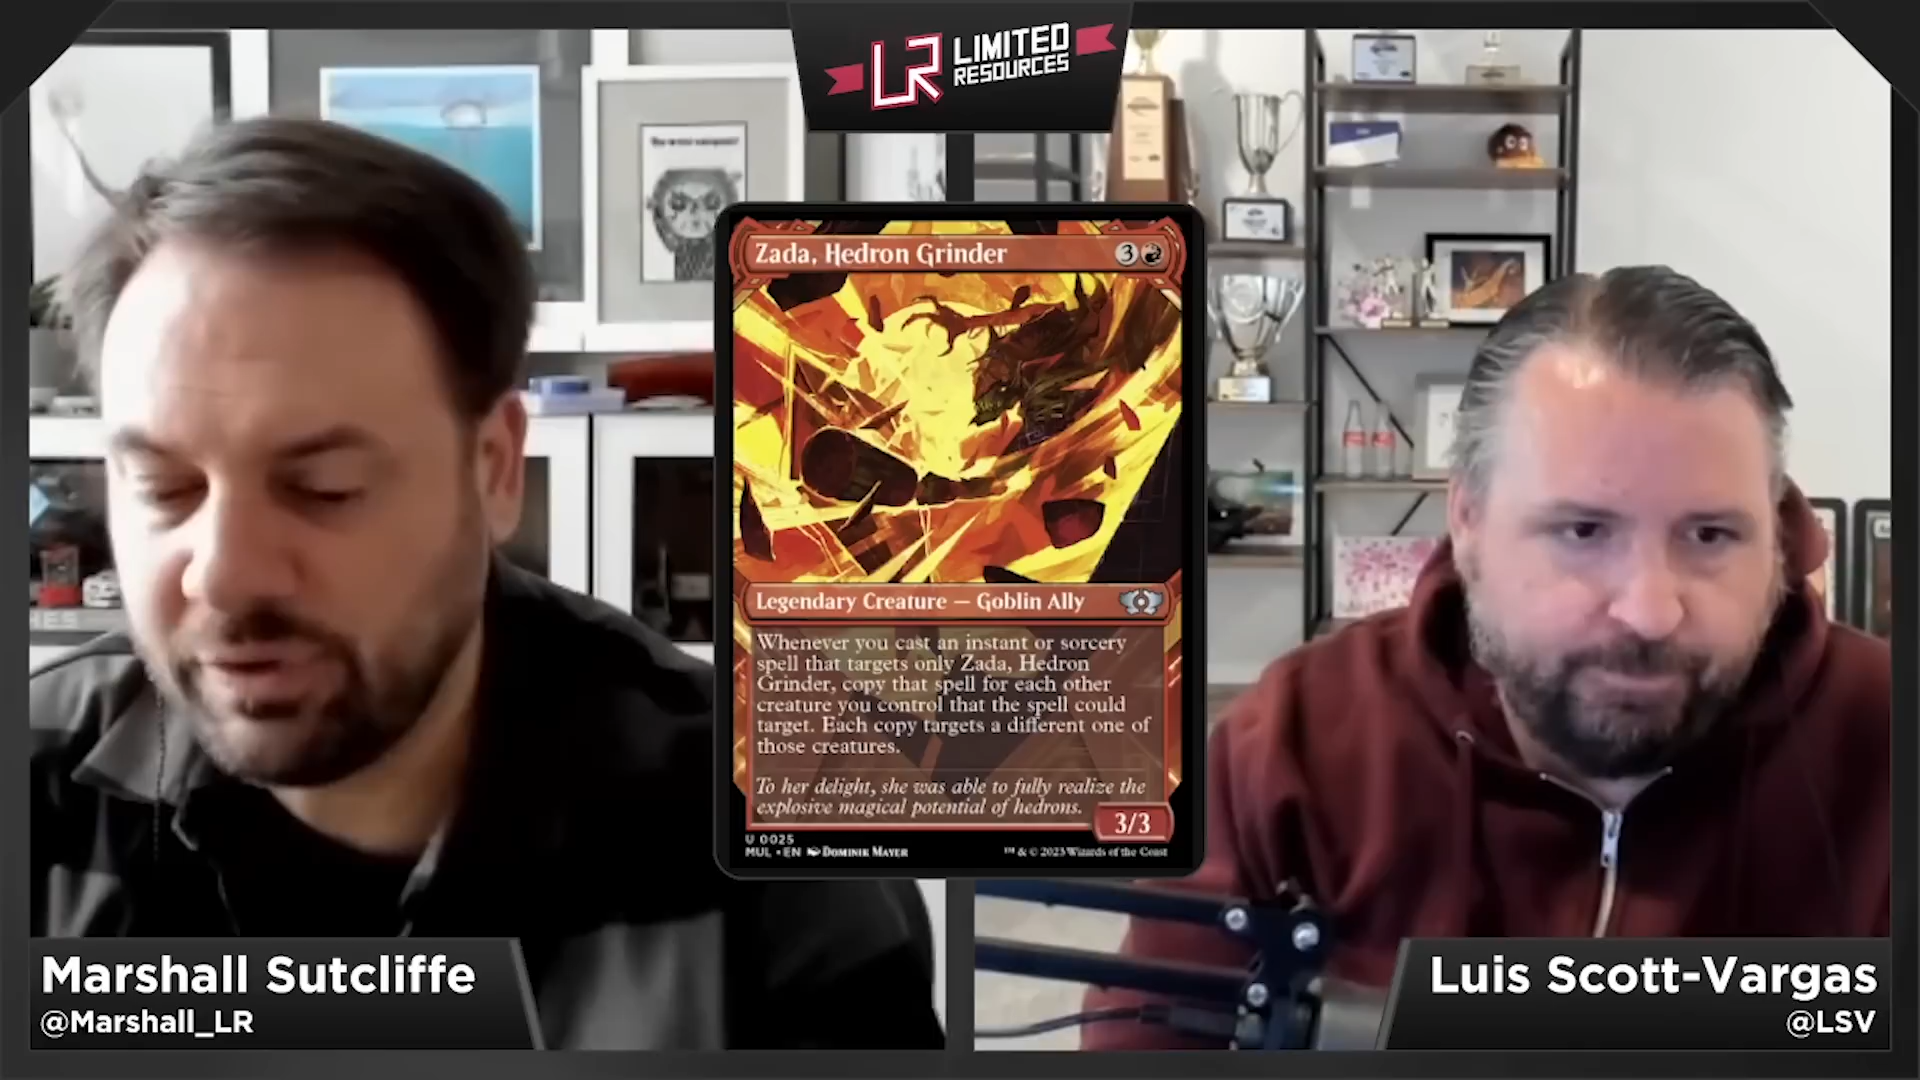 LR LIMITED
RESOURCES
Zada, Hedron Grinder 3
Legendary Creature — Goblin Ally
Whenever you cast an instant or sorcery
spell that targets only Zada, Hedron
Grinder, copy that spell for each other
creature you control that the spell could
target. Each copy targets a different one of
those creatures.
To her delight, she was able to fully realize the
explosive magical potential of hedrons.
3/3
U 0025
MUL • EN DOMINIK MAYER
™ & © 2023 Wizards of the Coast
Marshall Sutcliffe
@Marshall_LR
Luis Scott-Vargas
@LSV